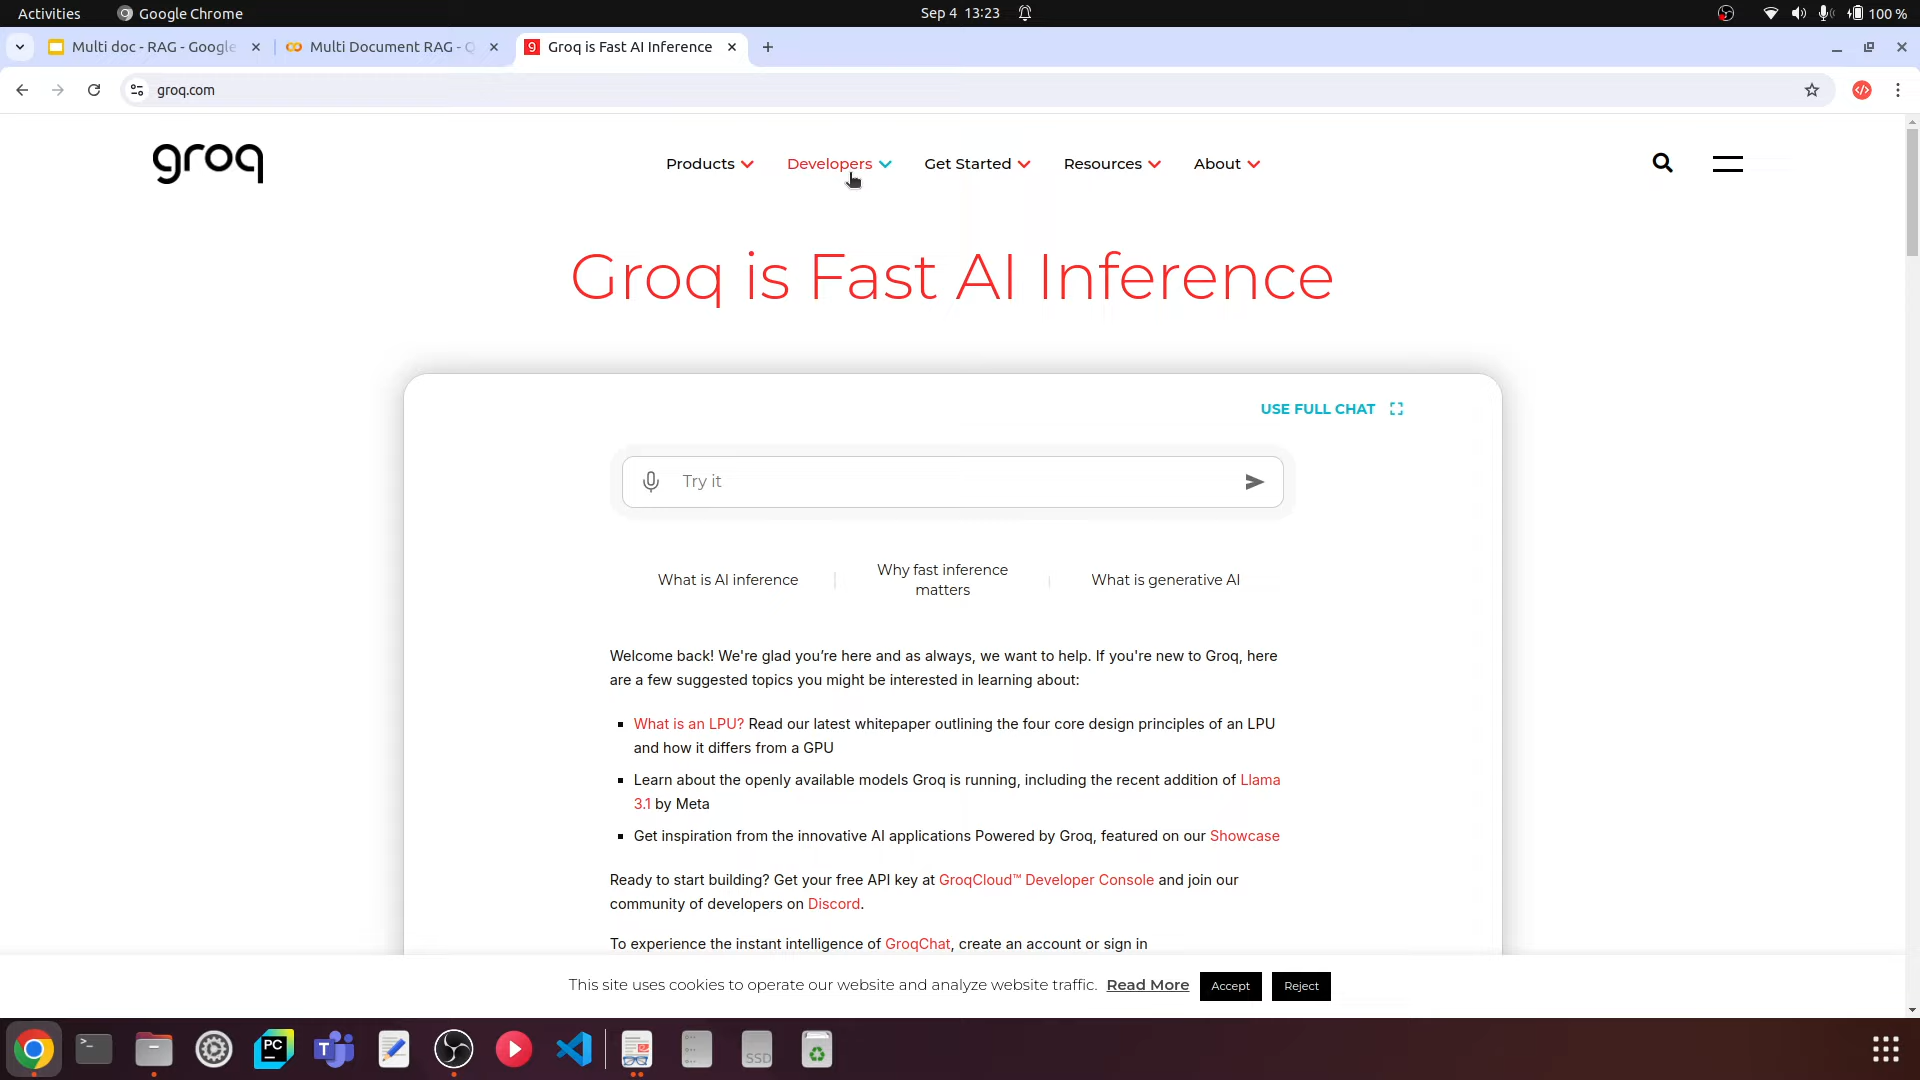 Activities
Google Chrome
Sep 4 13:23
100 %
Multi doc - RAG - Google
Multi Document RAG -
Groq is Fast AI Inference
groq.com
groq
Products
Developers
Get Started
Resources
About
Groq is Fast AI Inference
USE FULL CHAT
Try it
What is AI inference
Why fast inference
matters
What is generative AI
Welcome back! We're glad you’re here and as always, we want to help. If you're new to Groq, here
are a few suggested topics you might be interested in learning about:
▪ What is an LPU? Read our latest whitepaper outlining the four core design principles of an LPU
and how it differs from a GPU
▪ Learn about the openly available models Groq is running, including the recent addition of Llama
3.1 by Meta
▪ Get inspiration from the innovative AI applications Powered by Groq, featured on our Showcase
Ready to start building? Get your free API key at GroqCloud™ Developer Console and join our
community of developers on Discord.
To experience the instant intelligence of GroqChat, create an account or sign in
This site uses cookies to operate our website and analyze website traffic. Read More
Accept
Reject
PC
SSD